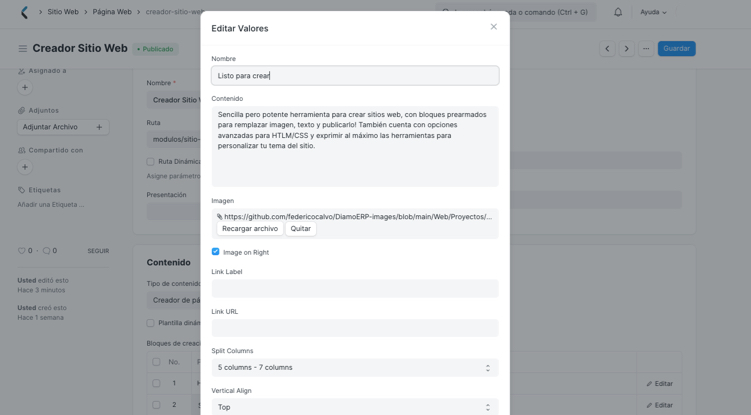 Sitio Web
Página Web
creador-sitio-web
da o comando (Ctrl + G)
Ayuda
Creador Sitio Web
Publicado
Guardar
Asignado a
Adjuntos
Adjuntar Archivo
Compartido con
Etiquetas
Añadir una Etiqueta ...
0 · 0
SEGUIR
Usted editó esto
Hace 3 minutos
Usted creó esto
Hace 1 semana
Nombre *
Creador Sitio
Ruta
modulos/sitio-
Ruta Dinámic
Asigne parámetro
Presentación
Contenido
Tipo de contenid
Creador de pá
Plantilla dinám
Bloques de creac
No.
1
Editar
2
Editar
Editar Valores
Nombre
Listo para crear
Contenido
Sencilla pero potente herramienta para crear sitios web, con bloques prearmados
para remplazar imagen, texto y publicarlo! También cuenta con opciones
avanzadas para HTLM/CSS y exprimir al máximo las herramientas para
personalizar tu tema del sitio.
Imagen
https://github.com/federicocalvo/DiamoERP-images/blob/main/Web/Proyectos/...
Recargar archivo
Quitar
Image on Right
Link Label
Link URL
Split Columns
5 columns - 7 columns
Vertical Align
Top